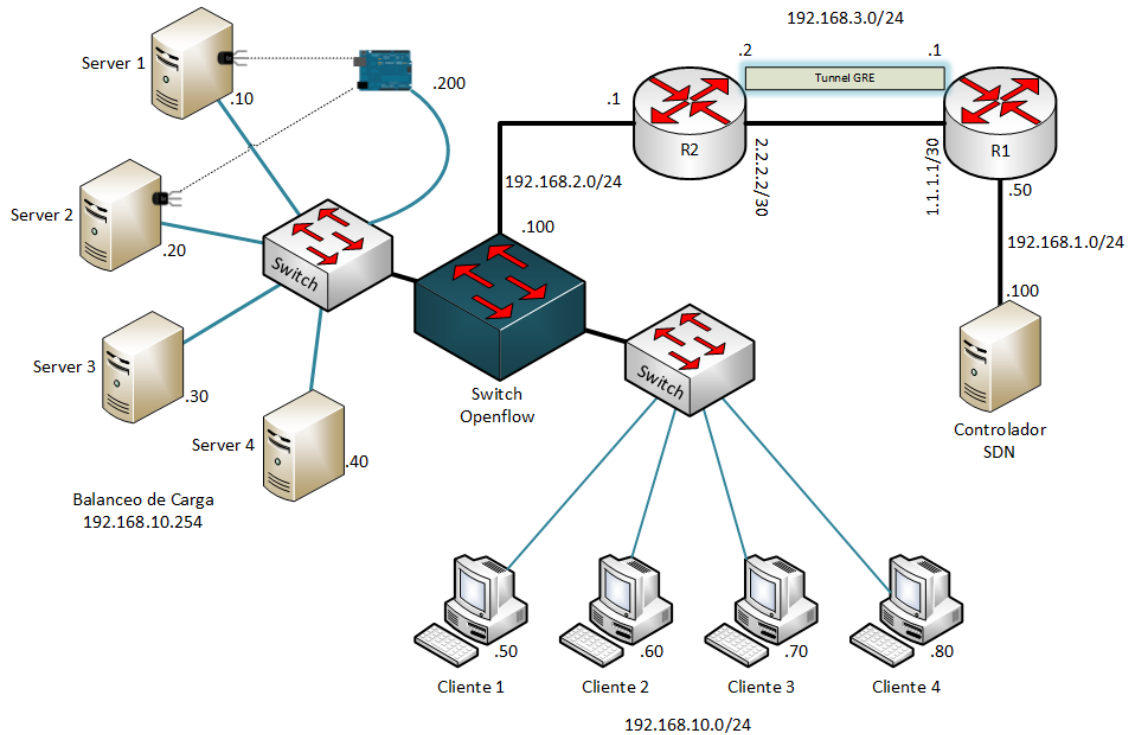 192.168.3.0/24
Server 1
.10
.200
.2
.1
Tunnel GRE
.1
R2
R1
2.2.2.2/30
1.1.1.1/30
192.168.2.0/24
.50
Server 2
.20
Switch
.100
192.168.1.0/24
.100
Server 3
.30
Switch
Openflow
Switch
Server 4
.40
Controlador
SDN
Balanceo de Carga
192.168.10.254
.50
.60
.70
.80
Cliente 1
Cliente 2
Cliente 3
Cliente 4
192.168.10.0/24